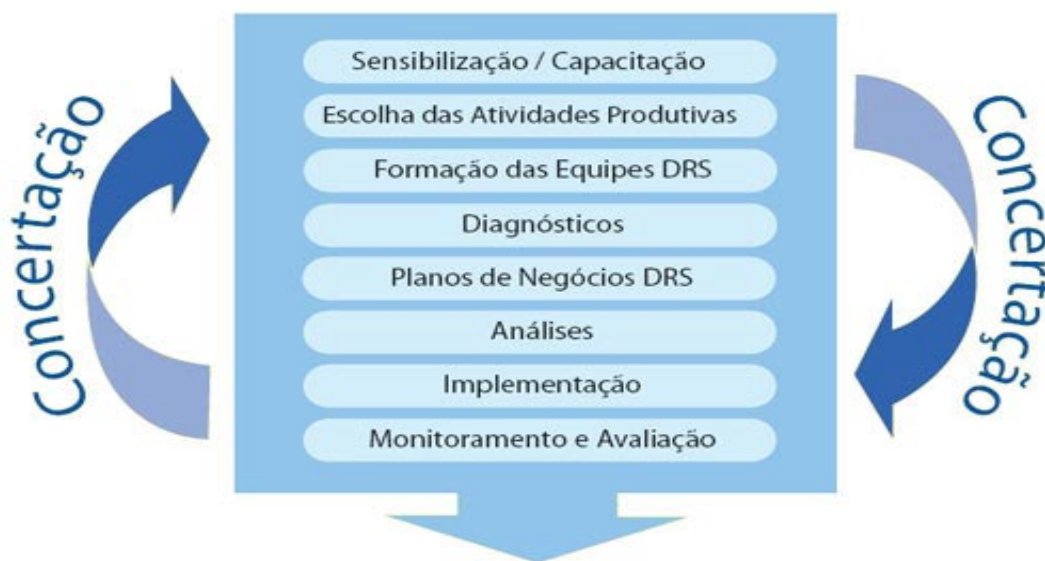 Concertação
Sensibilização / Capacitação
Escolha das Atividades Produtivas
Formação das Equipes DRS
Diagnósticos
Planos de Negócios DRS
Análises
Implementação
Monitoramento e Avaliação
Concertação